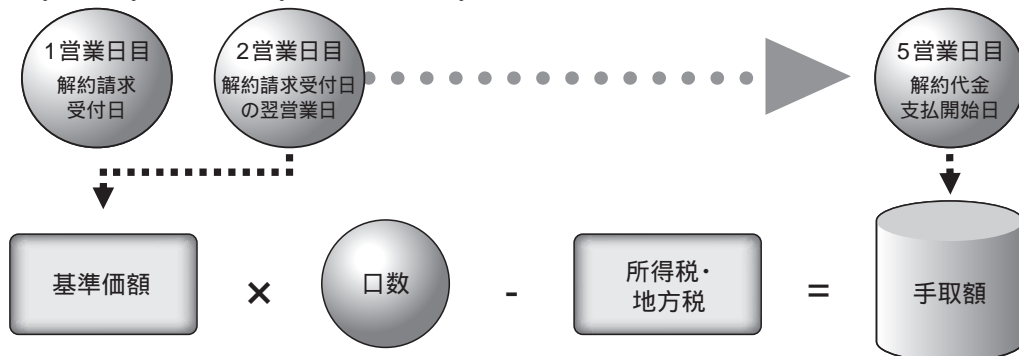 1営業日目
解約請求
受付日
2営業日目
解約請求受付日
の翌営業日
5営業日目
解約代金
支払開始日
基準価額
×
口数
-
所得税・
地方税
=
手取額